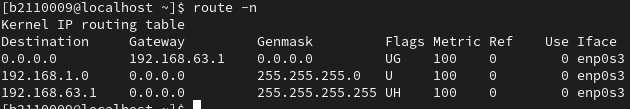 [b2110009@localhost ~]$ route -n
Kernel IP routing table
Destination     Gateway         Genmask         Flags Metric Ref    Use Iface
0.0.0.0         192.168.63.1    0.0.0.0         UG    100    0        0 enp0s3
192.168.1.0     0.0.0.0         255.255.255.0   U     100    0        0 enp0s3
192.168.63.1    0.0.0.0         255.255.255.255 UH    100    0        0 enp0s3
[b2110009@localhost ~]$